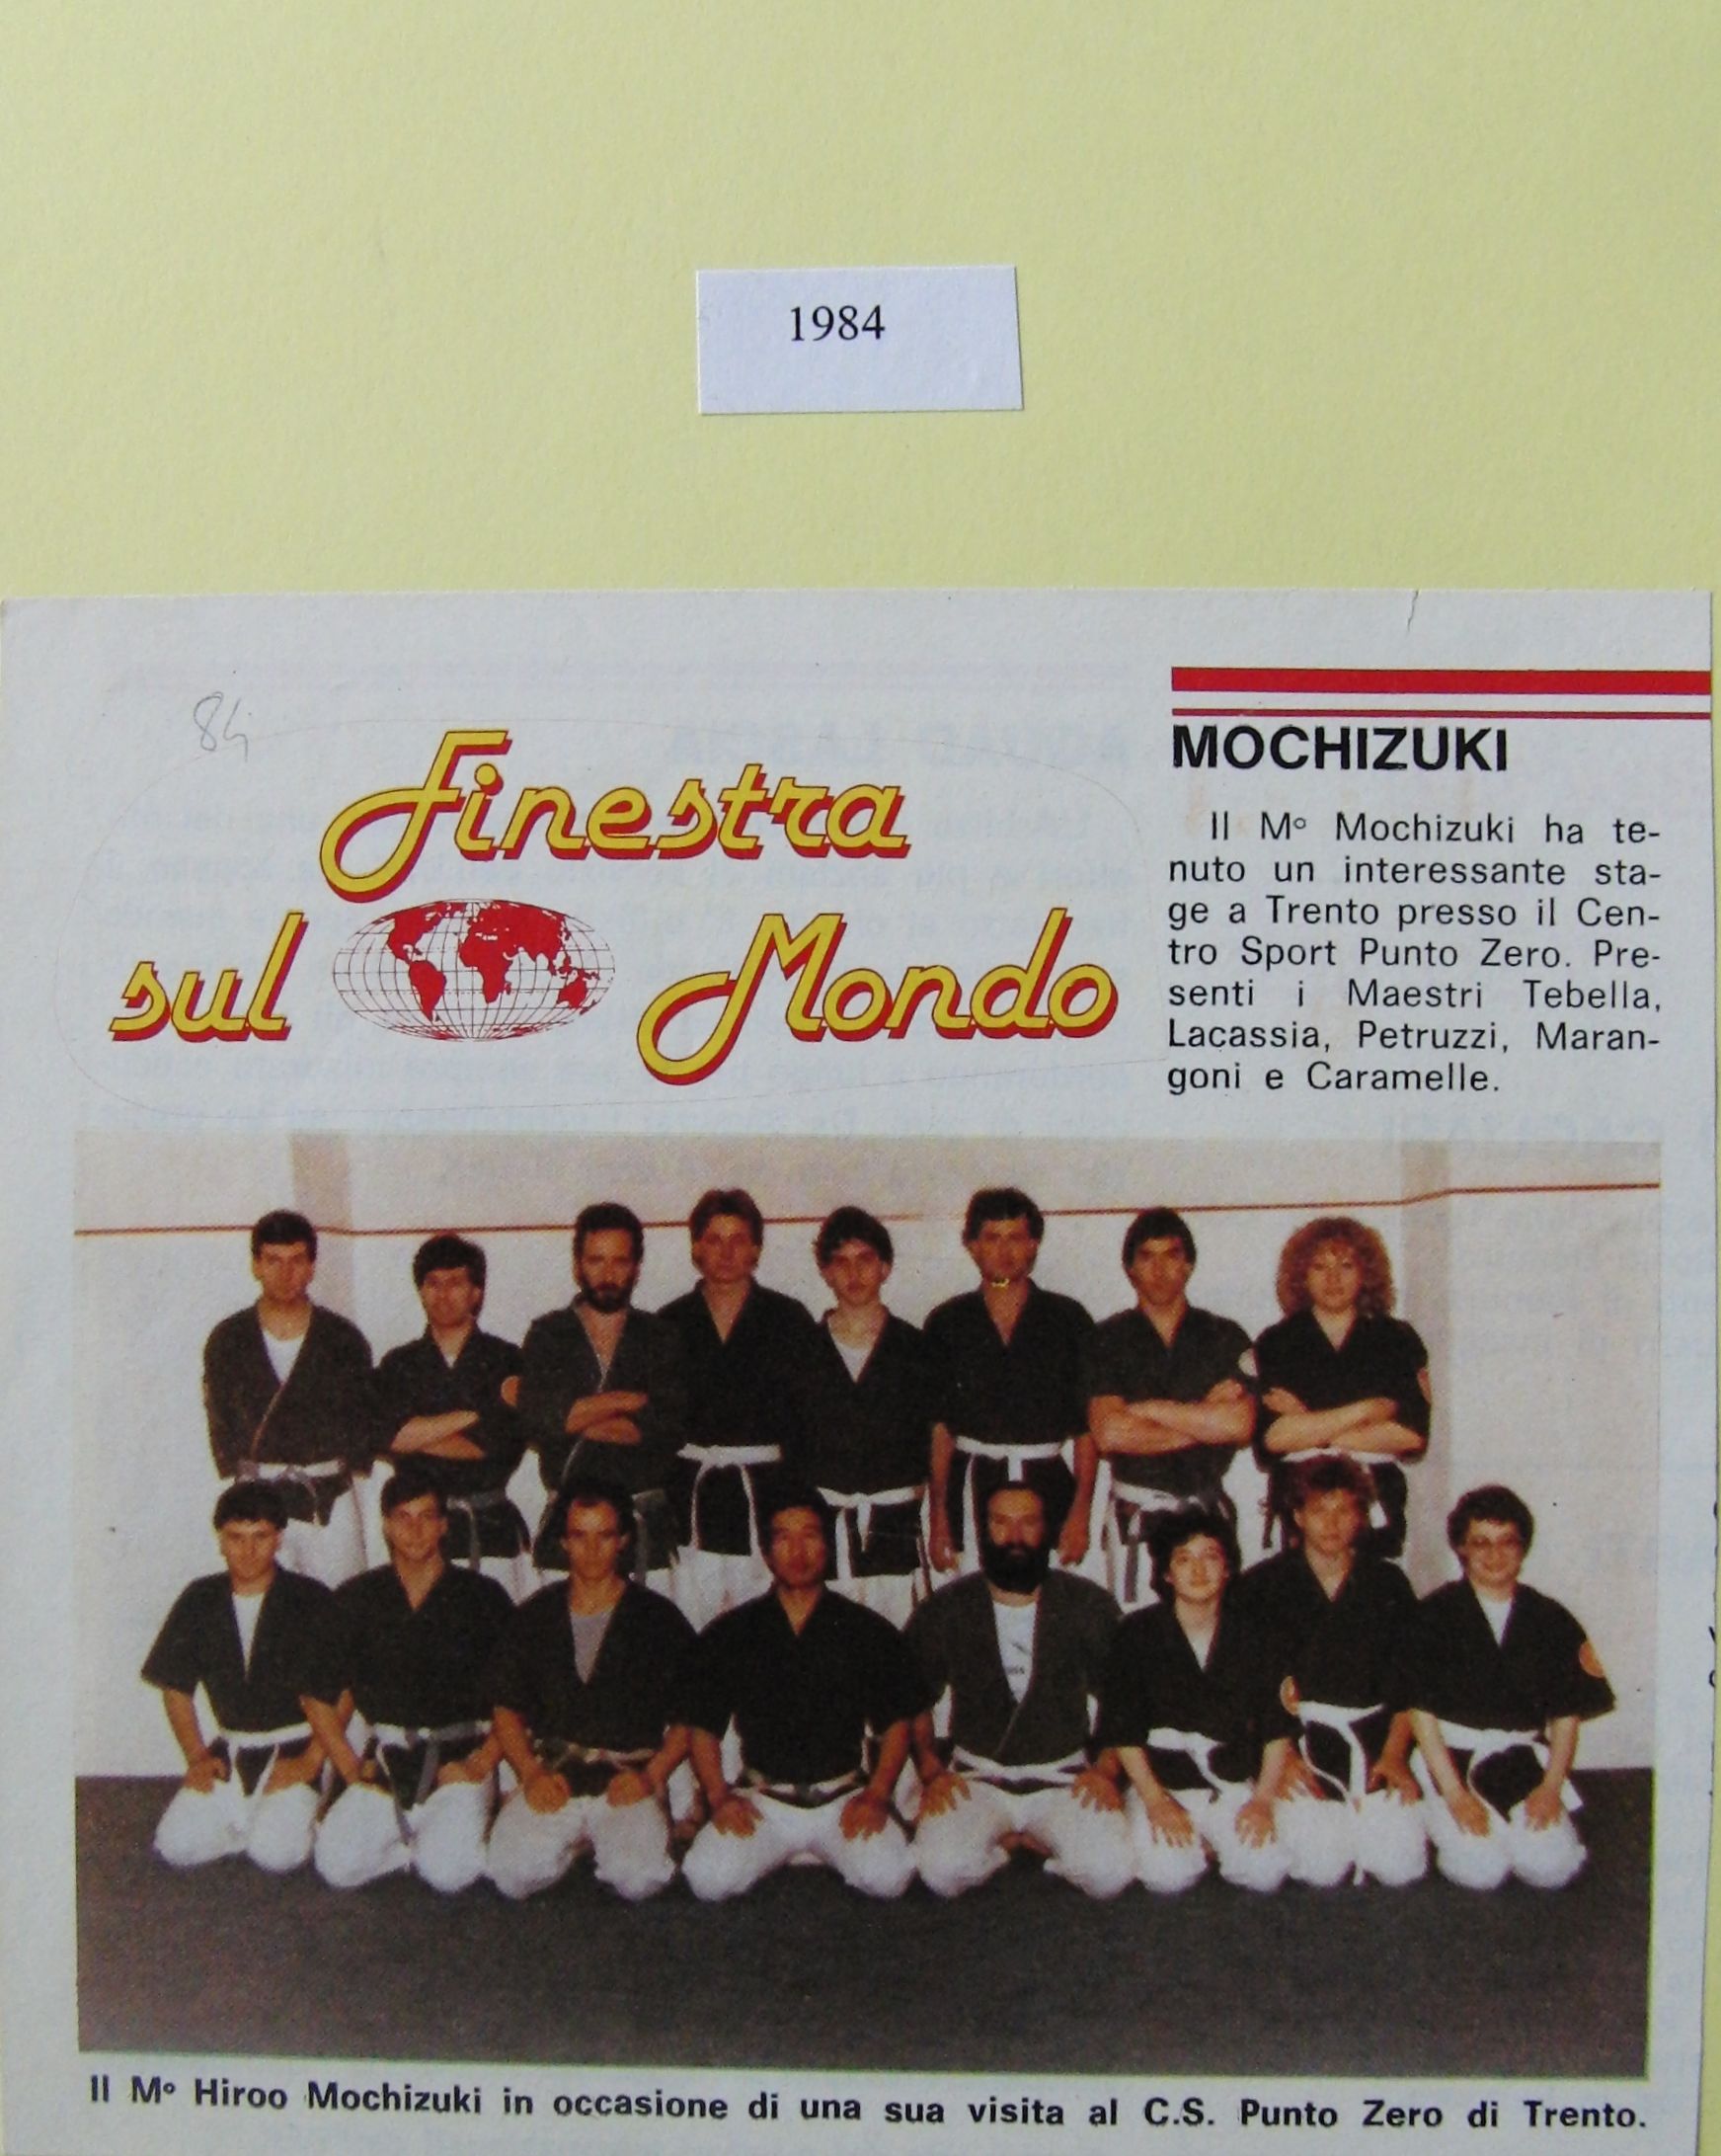 1984
84
Finestra
sul Mondo
MOCHIZUKI
Il Mº Mochizuki ha te-
nuto un interessante sta-
ge a Trento presso il Cen-
tro Sport Punto Zero. Pre-
senti i Maestri Tebella,
Lacassia, Petruzzi, Maran-
goni e Caramelle.
Il Mº Hiroo Mochizuki in occasione di una sua visita al C.S. Punto Zero di Trento.